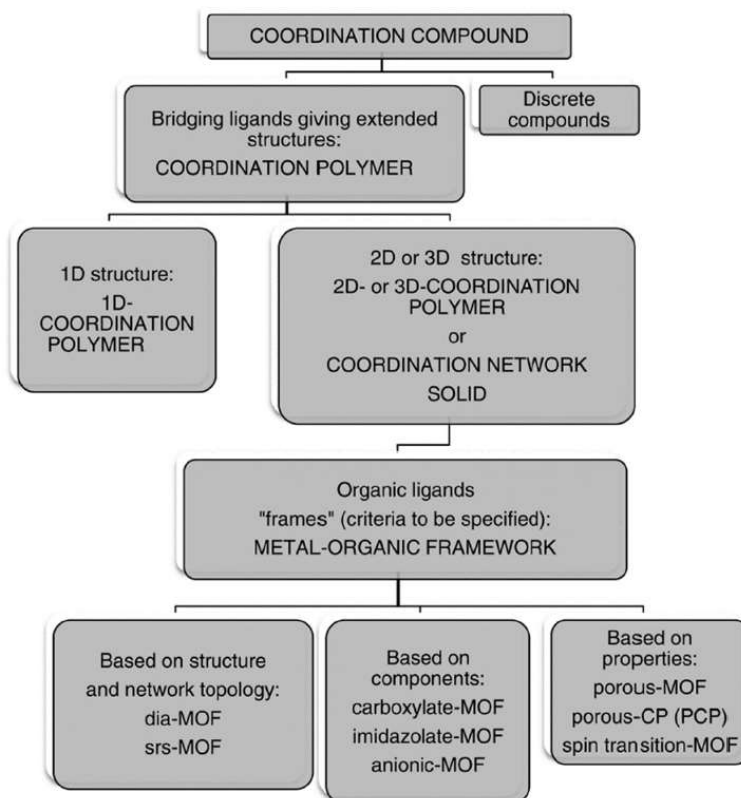 COORDINATION COMPOUND
Bridging ligands giving extended
structures:
COORDINATION POLYMER
Discrete
compounds
1D structure:
1D-
COORDINATION
POLYMER
2D or 3D structure:
2D- or 3D-COORDINATION
POLYMER
or
COORDINATION NETWORK
SOLID
Organic ligands
"frames" (criteria to be specified):
METAL-ORGANIC FRAMEWORK
Based on structure
and network topology:
dia-MOF
srs-MOF
Based on
components:
carboxylate-MOF
imidazolate-MOF
anionic-MOF
Based on
properties:
porous-MOF
porous-CP (PCP)
spin transition-MOF